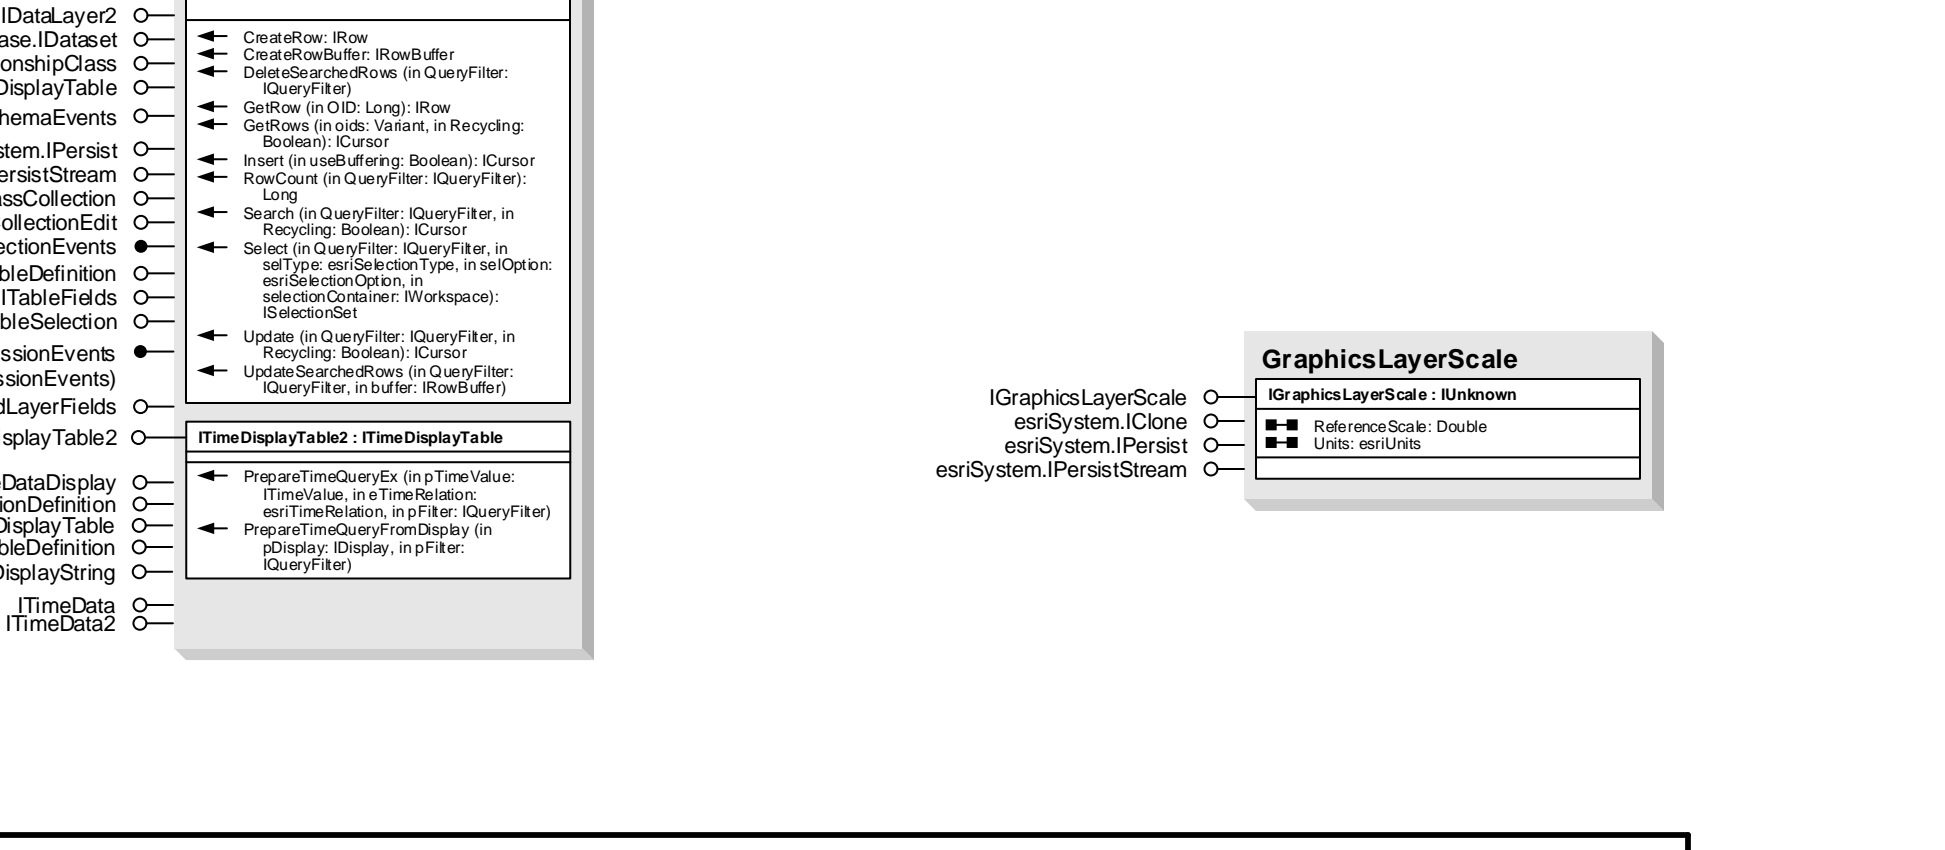 IDataLayer2
ase.IDataset
onshipClass
DisplayTable
hemaEvents
stem.IPersist
ersistStream
assCollection
ollectionEdit
ectionEvents
bleDefinition
ITableFields
bleSelection
ssionEvents
ssionEvents)
dLayerFields
splayTable2
DataDisplay
ionDefinition
DisplayTable
bleDefinition
DisplayString
ITimeData
ITimeData2
CreateRow: IRow
CreateRowBuffer: IRowBuffer
DeleteSearchedRows (in QueryFilter:
IQueryFilter)
GetRow (in OID: Long): IRow
GetRows (in oids: Variant, in Recycling:
Boolean): ICursor
Insert (in useBuffering: Boolean): ICursor
RowCount (in QueryFilter: IQueryFilter):
Long
Search (in QueryFilter: IQueryFilter, in
Recycling: Boolean): ICursor
Select (in QueryFilter: IQueryFilter, in
selType: esriSelectionType, in selOption:
esriSelectionOption, in
selectionContainer: IWorkspace):
ISelectionSet
Update (in QueryFilter: IQueryFilter, in
Recycling: Boolean): ICursor
UpdateSearchedRows (in QueryFilter:
IQueryFilter, in buffer: IRowBuffer)
ITimeDisplayTable2 : ITimeDisplayTable
PrepareTimeQueryEx (in pTimeValue:
ITimeValue, in eTimeRelation:
esriTimeRelation, in pFilter: IQueryFilter)
PrepareTimeQueryFromDisplay (in
pDisplay: IDisplay, in pFilter:
IQueryFilter)
GraphicsLayerScale
IGraphicsLayerScale
esriSystem.IClone
esriSystem.IPersist
esriSystem.IPersistStream
IGraphicsLayerScale : IUnknown
ReferenceScale: Double
Units: esriUnits